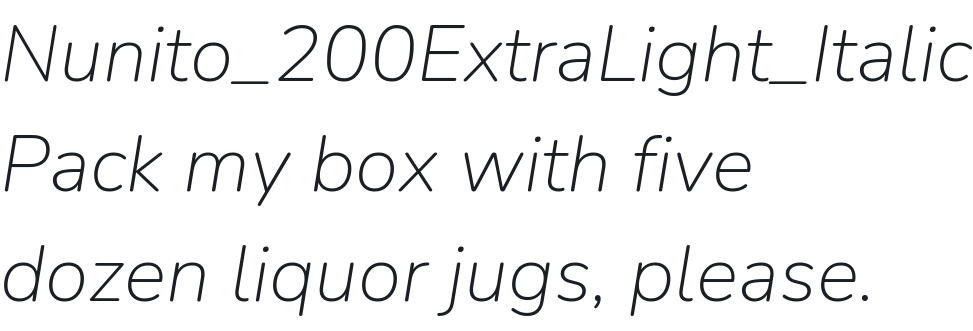 Nunito_200ExtraLight_Italic
Pack my box with five
dozen liquor jugs, please.